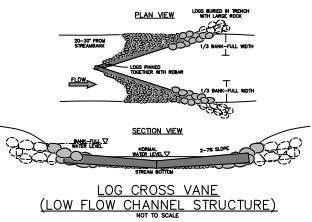 PLAN VIEW
LOGS BURIED IN TRENCH
WITH LARGE ROCK
20-30° FROM
STREAMBANK
1/3 BANK-FULL WIDTH
LOGS PINNED
TOGETHER WITH REBAR
FLOW
1/3 BANK-FULL WIDTH
SECTION VIEW
BANK-FULL
WATER LEVEL
NORMAL
WATER LEVEL
2-7% SLOPE
STREAM BOTTOM
LOG CROSS VANE
(LOW FLOW CHANNEL STRUCTURE)
NOT TO SCALE